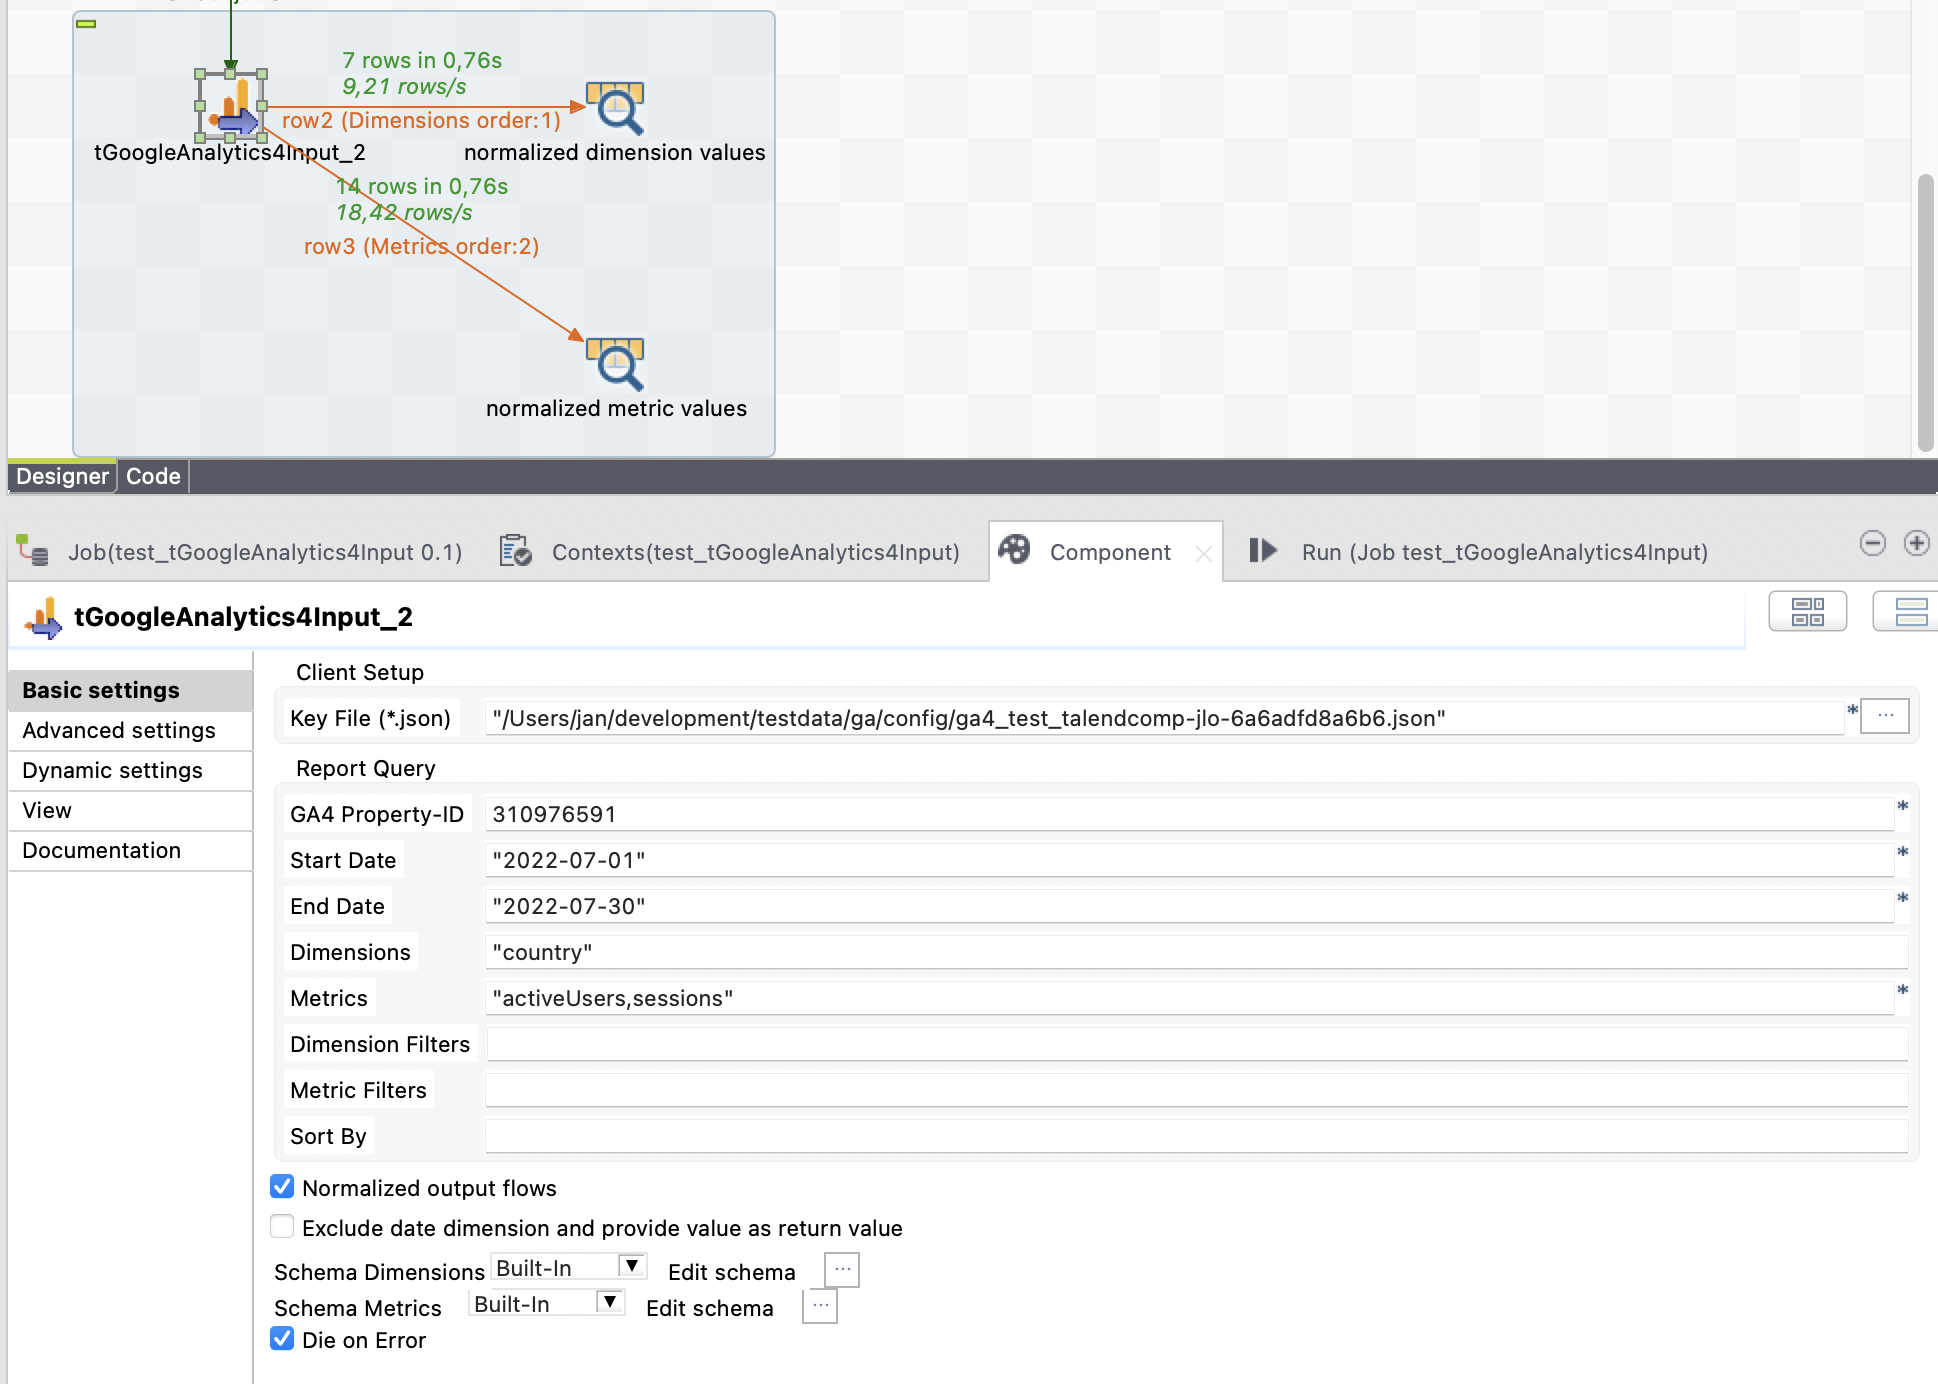 7 rows in 0,76s
9,21 rows/s
row2 (Dimensions order:1)
tGoogleAnalytics4Input_2
normalized dimension values
14 rows in 0,76s
18,42 rows/s
row3 (Metrics order:2)
normalized metric values
Designer
Code
Job(test_tGoogleAnalytics4Input 0.1)
Contexts(test_tGoogleAnalytics4Input)
Component
Run (Job test_tGoogleAnalytics4Input)
tGoogleAnalytics4Input_2
Basic settings
Advanced settings
Dynamic settings
View
Documentation
Client Setup
Key File (*.json) "/Users/jan/development/testdata/ga/config/ga4_test_talendcomp-jlo-6a6adfd8a6b6.json" * ...
Report Query
GA4 Property-ID 310976591 *
Start Date "2022-07-01" *
End Date "2022-07-30" *
Dimensions "country"
Metrics "activeUsers,sessions" *
Dimension Filters
Metric Filters
Sort By
Normalized output flows
Exclude date dimension and provide value as return value
Schema Dimensions Built-In Edit schema ...
Schema Metrics Built-In Edit schema ...
Die on Error